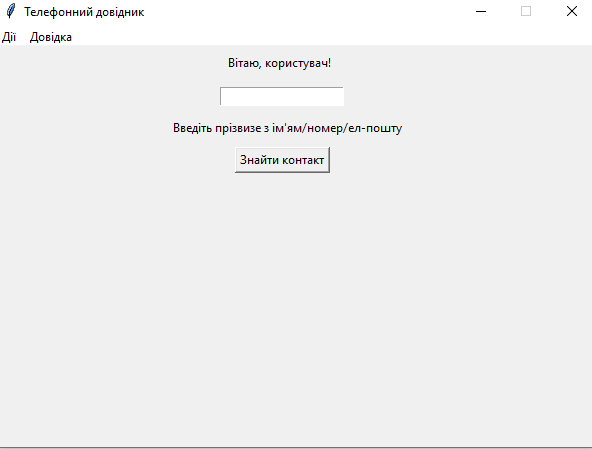 Телефонний довідник
Дії Довідка
Вітаю, користувач!
Введіть прізвизе з ім'ям/номер/ел-пошту
Знайти контакт